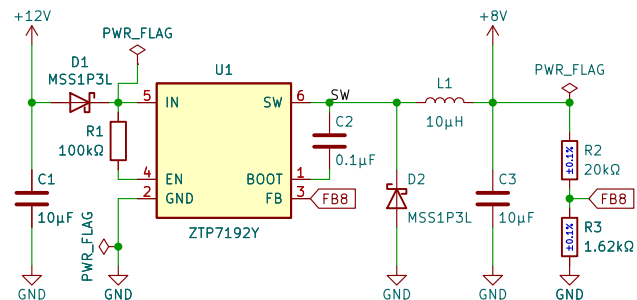 +12V
+8V
PWR_FLAG
U1
D1
MSS1P3L
PWR_FLAG
5 IN
SW 6
SW
L1
10µH
R1
100kΩ
C2
0.1µF
±0.1%
R2
20kΩ
4 EN
BOOT 1
2 GND
FB 3
FB8
C1
10µF
D2
MSS1P3L
C3
10µF
FB8
ZTP7192Y
PWR_FLAG
±0.1%
R3
1.62kΩ
GND
GND
GND
GND
GND